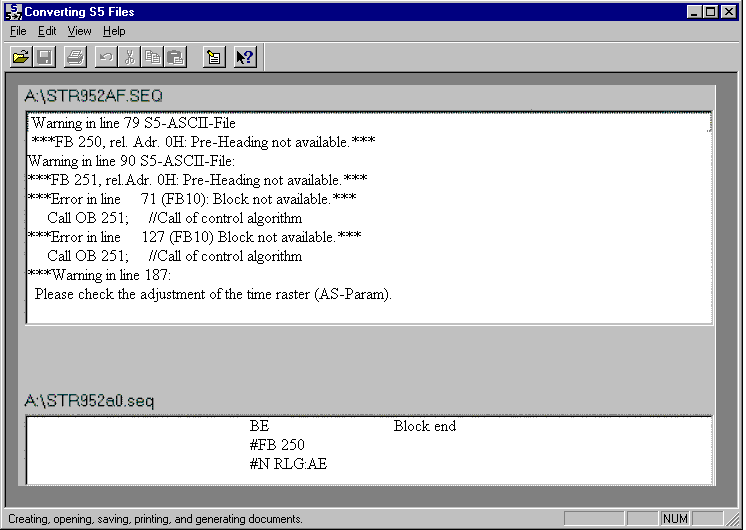 Converting S5 Files
File Edit View Help
A:\STR952AF.SEQ
Warning in line 79 S5-ASCII-File
***FB 250, rel. Adr. 0H: Pre-Heading not available.***
Warning in line 90 S5-ASCII-File:
***FB 251, rel.Adr. 0H: Pre-Heading not available.***
***Error in line 71 (FB10): Block not available.***
Call OB 251; //Call of control algorithm
***Error in line 127 (FB10) Block not available.***
Call OB 251; //Call of control algorithm
***Warning in line 187:
Please check the adjustment of the time raster (AS-Param).
A:\STR952a0.seq
BE Block end
#FB 250
#N RLG:AE
Creating, opening, saving, printing, and generating documents. NUM